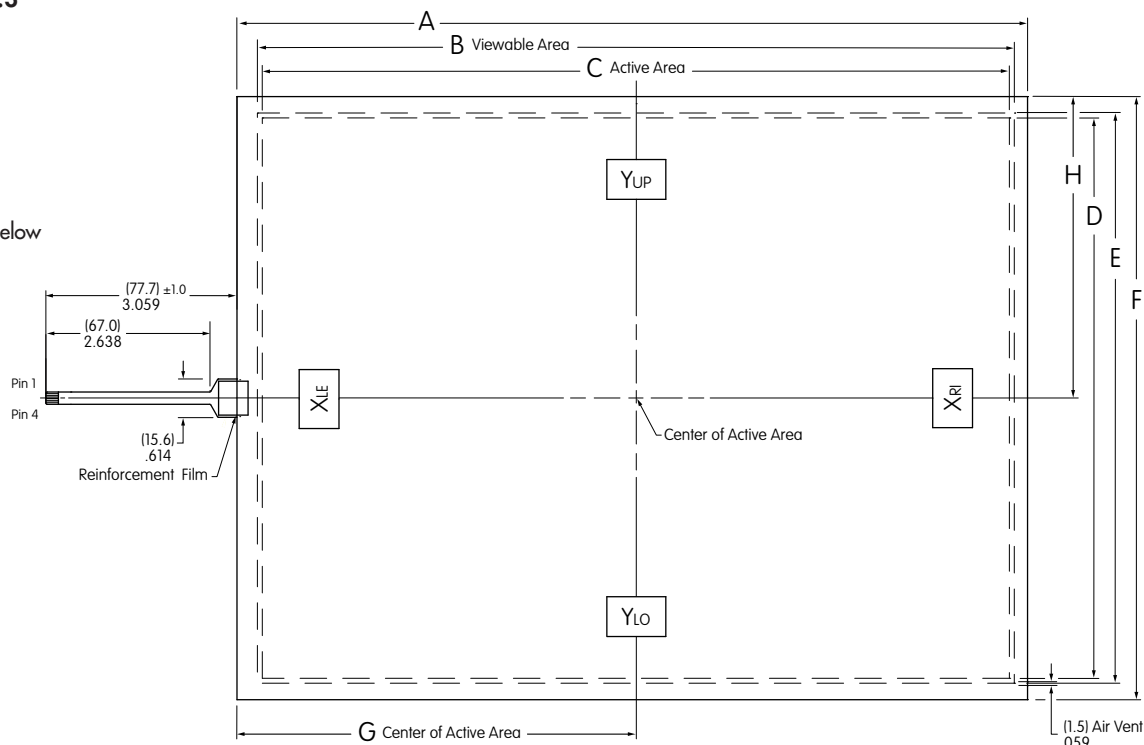 A
B Viewable Area
C Active Area
H
D
E
F
YUP
elow
(77.7) ±1.0
3.059
(67.0)
2.638
Pin 1
Pin 4
XLE
XRI
Center of Active Area
(15.6)
.614
Reinforcement Film
YLO
G Center of Active Area
(1.5) Air Vent
.059